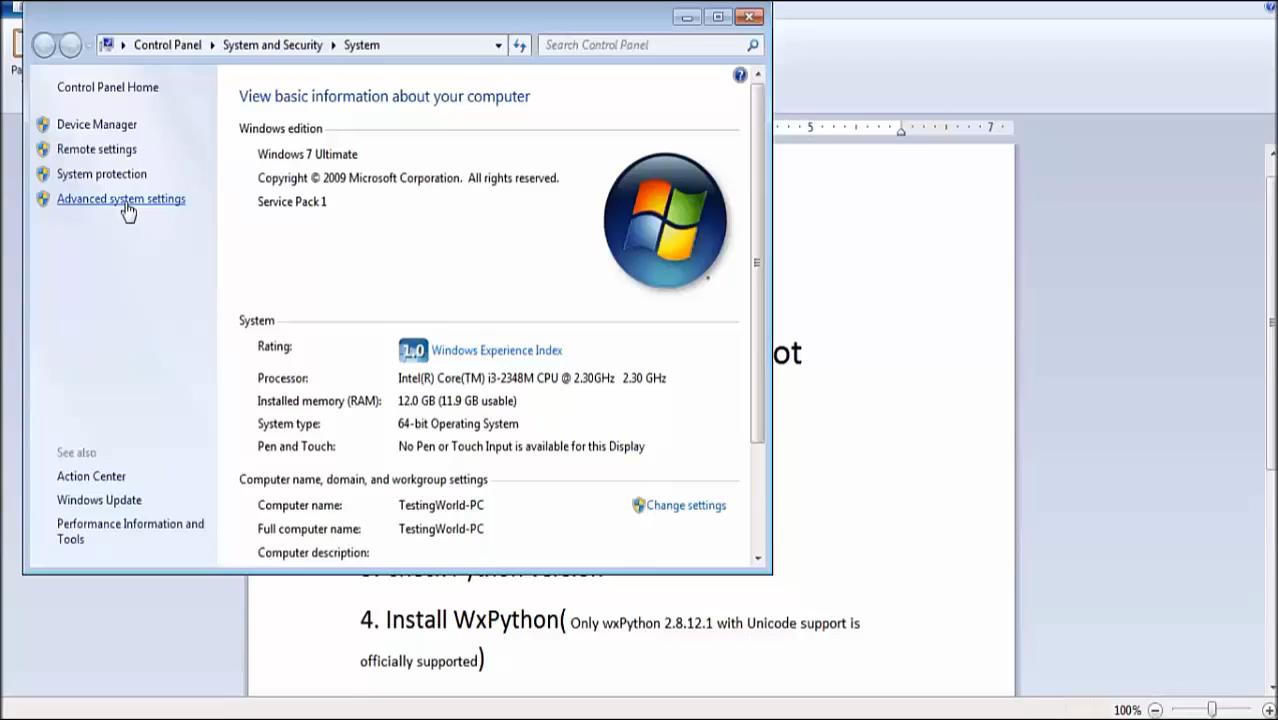 Control Panel System and Security System
Search Control Panel
Control Panel Home
Device Manager
Remote settings
System protection
Advanced system settings
See also
Action Center
Windows Update
Performance Information and
Tools
View basic information about your computer
Windows edition
Windows 7 Ultimate
Copyright © 2009 Microsoft Corporation. All rights reserved.
Service Pack 1
System
Rating: 1.0 Windows Experience Index
Processor: Intel(R) Core(TM) i3-2348M CPU @ 2.30GHz 2.30 GHz
Installed memory (RAM): 12.0 GB (11.9 GB usable)
System type: 64-bit Operating System
Pen and Touch: No Pen or Touch Input is available for this Display
Computer name, domain, and workgroup settings
Computer name: TestingWorld-PC Change settings
Full computer name: TestingWorld-PC
Computer description:
Pa
5 7
ot
3. Check Python version
4. Install WxPython( Only wxPython 2.8.12.1 with Unicode support is
officially supported)
100%